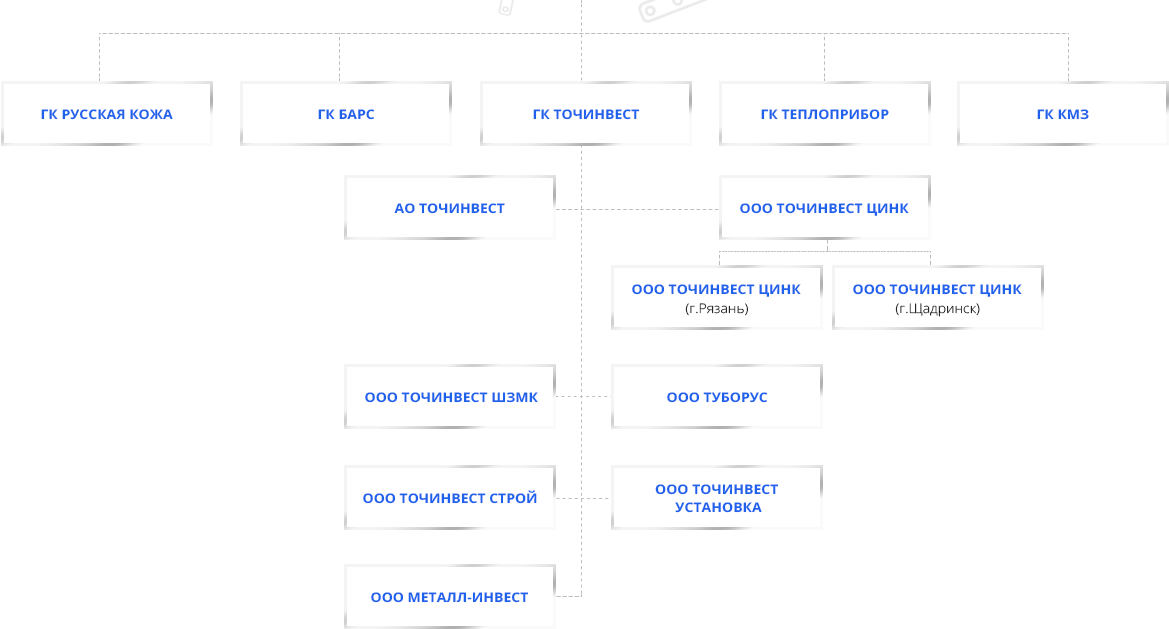 ГК РУССКАЯ КОЖА
ГК БАРС
ГК ТОЧИНВЕСТ
ГК ТЕПЛОПРИБОР
ГК КМЗ
АО ТОЧИНВЕСТ
ООО ТОЧИНВЕСТ ЦИНК
ООО ТОЧИНВЕСТ ЦИНК
(г.Рязань)
ООО ТОЧИНВЕСТ ЦИНК
(г.Щадринск)
ООО ТОЧИНВЕСТ ШЗМК
ООО ТУБОРУС
ООО ТОЧИНВЕСТ СТРОЙ
ООО ТОЧИНВЕСТ
УСТАНОВКА
ООО МЕТАЛЛ-ИНВЕСТ